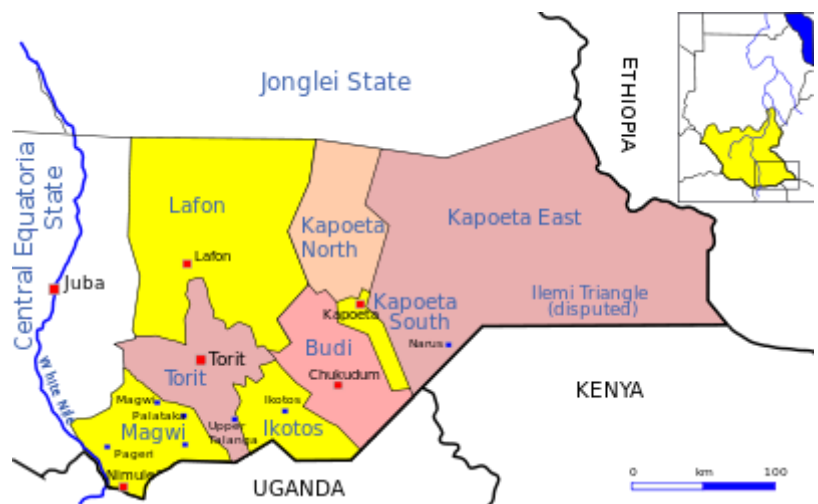 Jonglei State
ETHIOPIA
Central Equatoria
State
Lafon
Lafon
Kapoeta
North
Kapoeta East
Juba
Kapoeta
Kapoeta
South
Ilemi Triangle
(disputed)
Narus
Budi
Chukudum
Torit
Torit
White Nile
Magwi
Palataka
Magwi
Pageri
Nimule
Upper
Talanga
Ikotos
Ikotos
KENYA
UGANDA
0 km 100